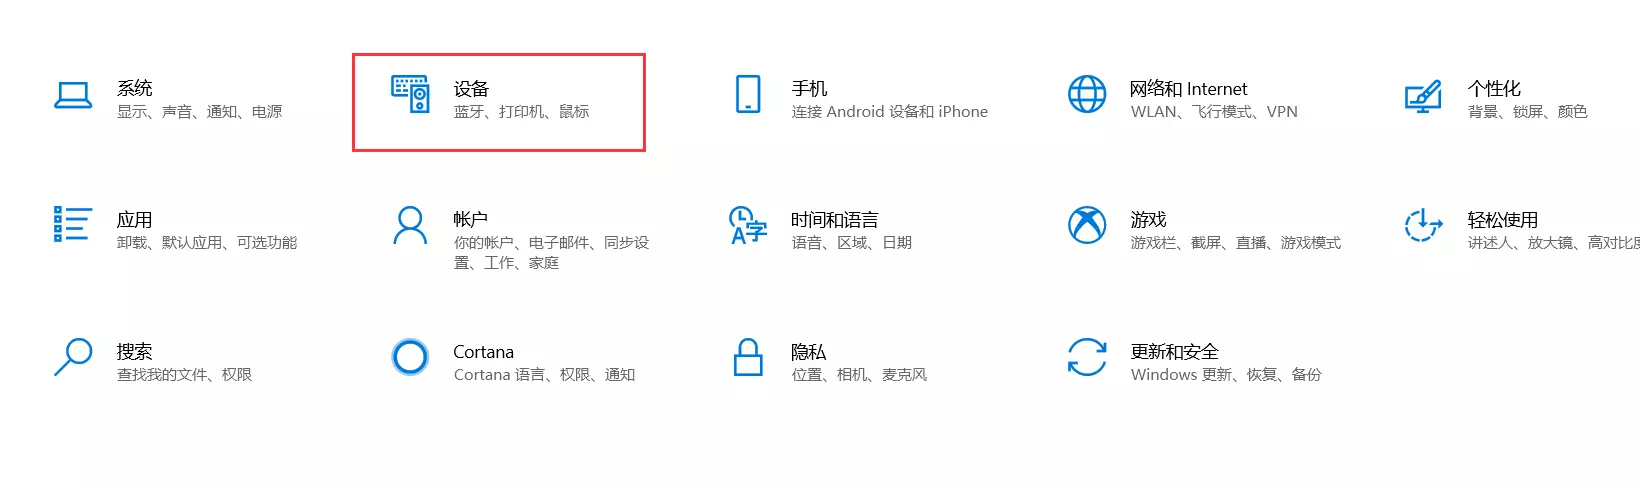 系统
显示、声音、通知、电源
设备
蓝牙、打印机、鼠标
手机
连接 Android 设备和 iPhone
网络和 Internet
WLAN、飞行模式、VPN
个性化
背景、锁屏、颜色
应用
卸载、默认应用、可选功能
帐户
你的帐户、电子邮件、同步设
置、工作、家庭
时间和语言
语音、区域、日期
游戏
游戏栏、截屏、直播、游戏模式
轻松使用
讲述人、放大镜、高对比度
搜索
查找我的文件、权限
Cortana
Cortana 语言、权限、通知
隐私
位置、相机、麦克风
更新和安全
Windows 更新、恢复、备份